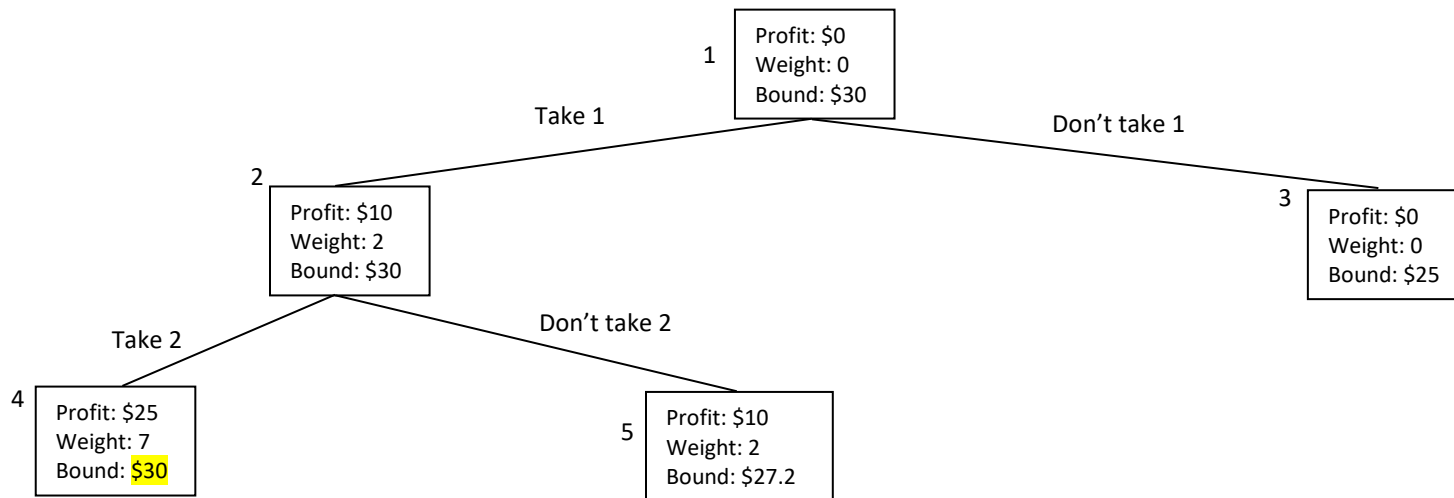 1
Profit: $0
Weight: 0
Bound: $30
Take 1
Don’t take 1
2
Profit: $10
Weight: 2
Bound: $30
3
Profit: $0
Weight: 0
Bound: $25
Take 2
Don’t take 2
4
Profit: $25
Weight: 7
Bound: $30
5
Profit: $10
Weight: 2
Bound: $27.2